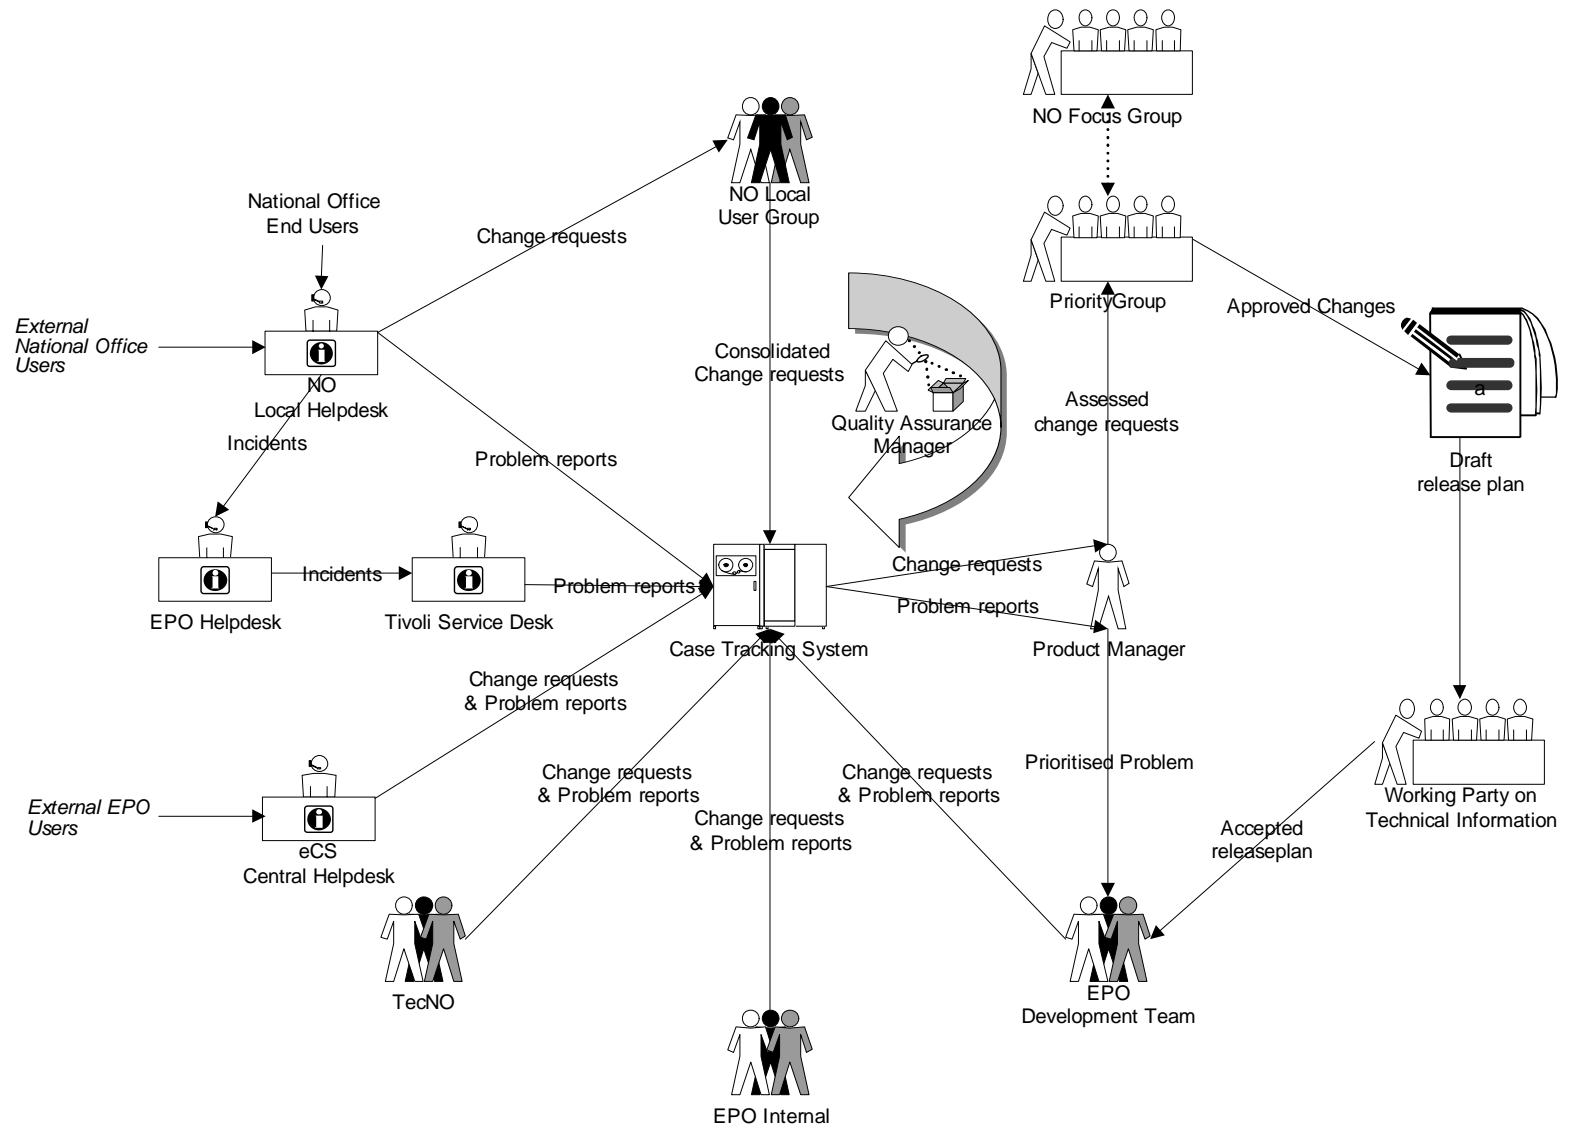 NO Focus Group
NO Local
User Group
National Office
End Users
Change requests
PriorityGroup
Approved Changes
External
National Office
Users
NO
Local Helpdesk
Consolidated
Change requests
Quality Assurance
Manager
Assessed
change requests
a
Incidents
Problem reports
Draft
release plan
Incidents
Problem reports
EPO Helpdesk
Tivoli Service Desk
Case Tracking System
Change requests
Problem reports
Product Manager
Change requests
& Problem reports
Change requests
& Problem reports
Change requests
& Problem reports
Change requests
& Problem reports
Prioritised Problem
External EPO
Users
eCS
Central Helpdesk
Working Party on
Technical Information
Accepted
releaseplan
TecNO
EPO
Development Team
EPO Internal